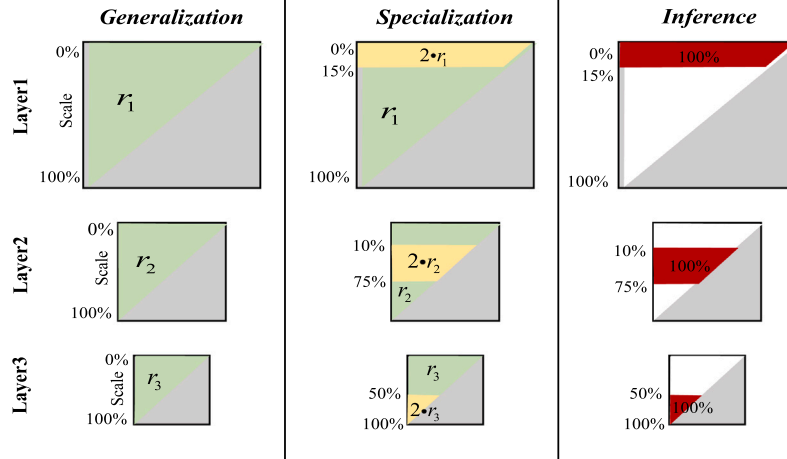 Generalization
Specialization
Inference
Layer1
Scale
0%
r1
100%
0%
15%
2•r1
r1
100%
0%
15%
100%
100%
Layer2
Scale
0%
r2
100%
10%
2•r2
75%
r2
10%
100%
75%
Layer3
Scale
0%
r3
100%
r3
50%
2•r3
100%
50%
100%
100%